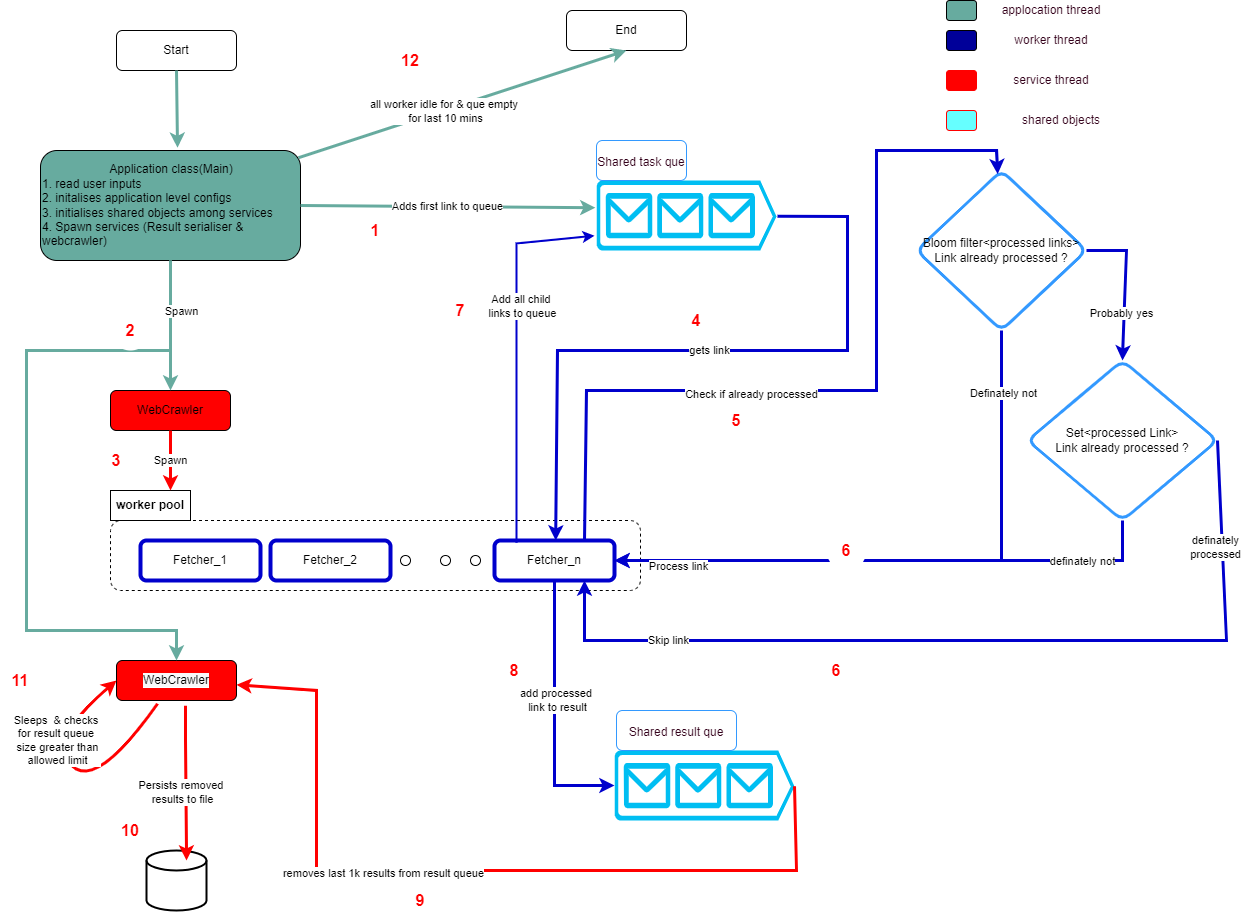 Start
End
applocation thread
worker thread
service thread
shared objects
12
all worker idle for & que empty
for last 10 mins
Application class(Main)
1. read user inputs
2. initalises application level configs
3. initialises shared objects among services
4. Spawn services (Result serialiser &
webcrawler)
Adds first link to queue
1
Shared task que
Bloom filter<processed links>
Link already processed ?
Spawn
2
7
Add all child
links to queue
4
gets link
Probably yes
WebCrawler
Check if already processed
5
Definately not
Set<processed Link>
Link already processed ?
3
Spawn
worker pool
Fetcher_1
Fetcher_2
Fetcher_n
Process link
6
definately not
definately
processed
Skip link
6
11
WebCrawler
8
add processed
link to result
Sleeps & checks
for result queue
size greater than
allowed limit
Shared result que
Persists removed
results to file
10
removes last 1k results from result queue
9